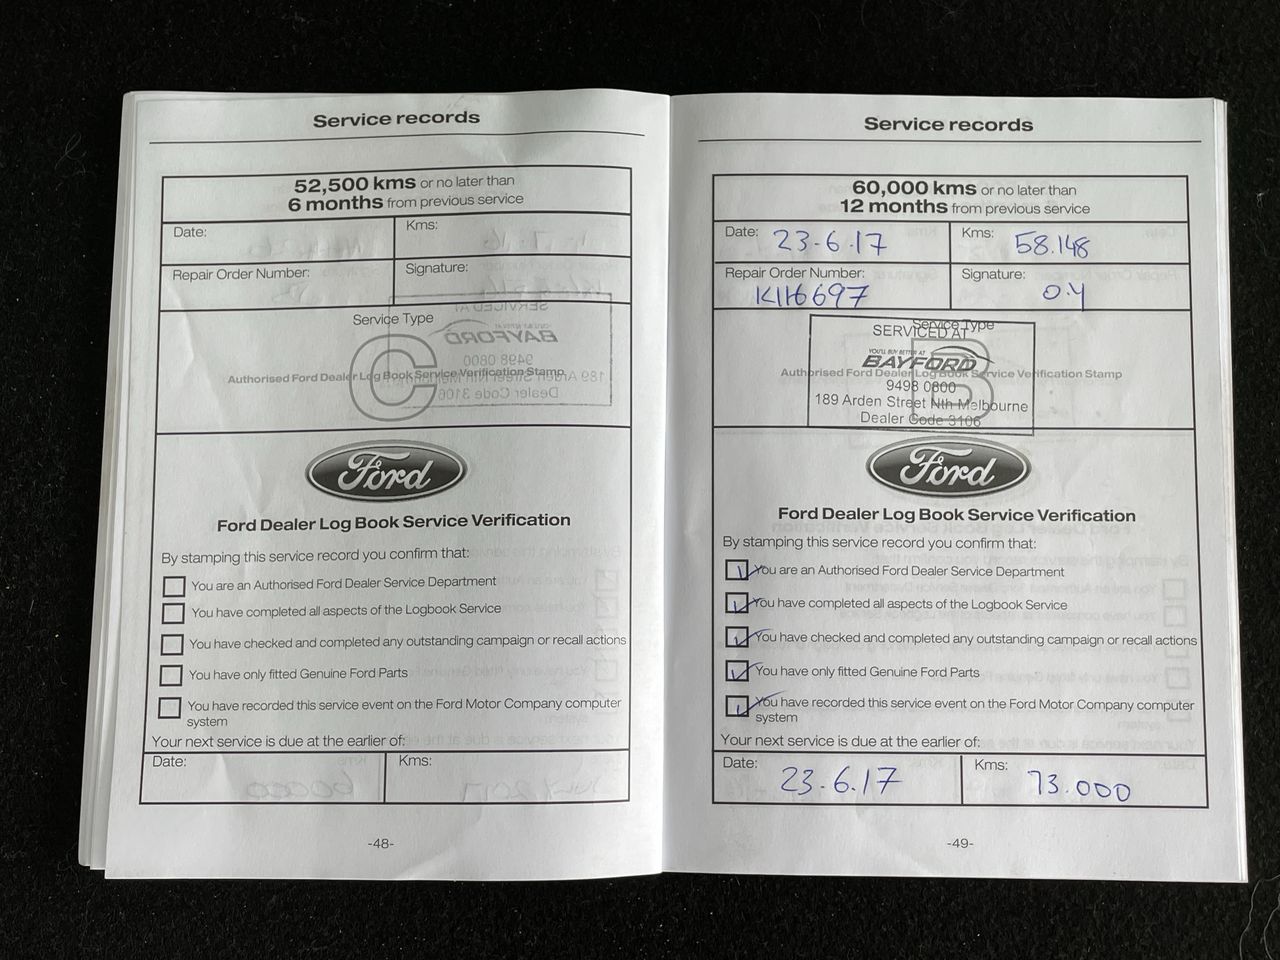 Service records
52,500 kms or no later than
6 months from previous service
Date:
Kms:
Repair Order Number:
Signature:
Service Type
C
Authorised Ford Dealer Log Book Service Verification Stamp
Ford
Ford Dealer Log Book Service Verification
By stamping this service record you confirm that:
You are an Authorised Ford Dealer Service Department
You have completed all aspects of the Logbook Service
You have checked and completed any outstanding campaign or recall actions
You have only fitted Genuine Ford Parts
You have recorded this service event on the Ford Motor Company computer
system
Your next service is due at the earlier of:
Date:
Kms:
-48-
Service records
60,000 kms or no later than
12 months from previous service
Date: 23.6.17
Kms: 58.148
Repair Order Number:
K116697
Signature:
O.Y
Service Type
B
Authorised Ford Dealer Log Book Service Verification Stamp
SERVICED AT
YOU'LL BUY BETTER AT
BAYFORD
9498 0800
189 Arden Street Nth Melbourne
Dealer Code 3106
Ford
Ford Dealer Log Book Service Verification
By stamping this service record you confirm that:
You are an Authorised Ford Dealer Service Department
You have completed all aspects of the Logbook Service
You have checked and completed any outstanding campaign or recall actions
You have only fitted Genuine Ford Parts
You have recorded this service event on the Ford Motor Company computer
system
Your next service is due at the earlier of:
Date: 23.6.17
Kms: 73.000
-49-